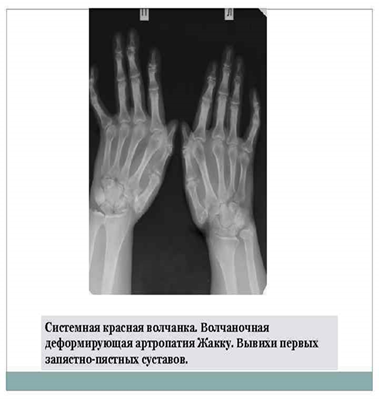 Системная красная волчанка. Волчаночная
деформирующая артропатия Жакку. Вывихи первых
запястно-пястных суставов.